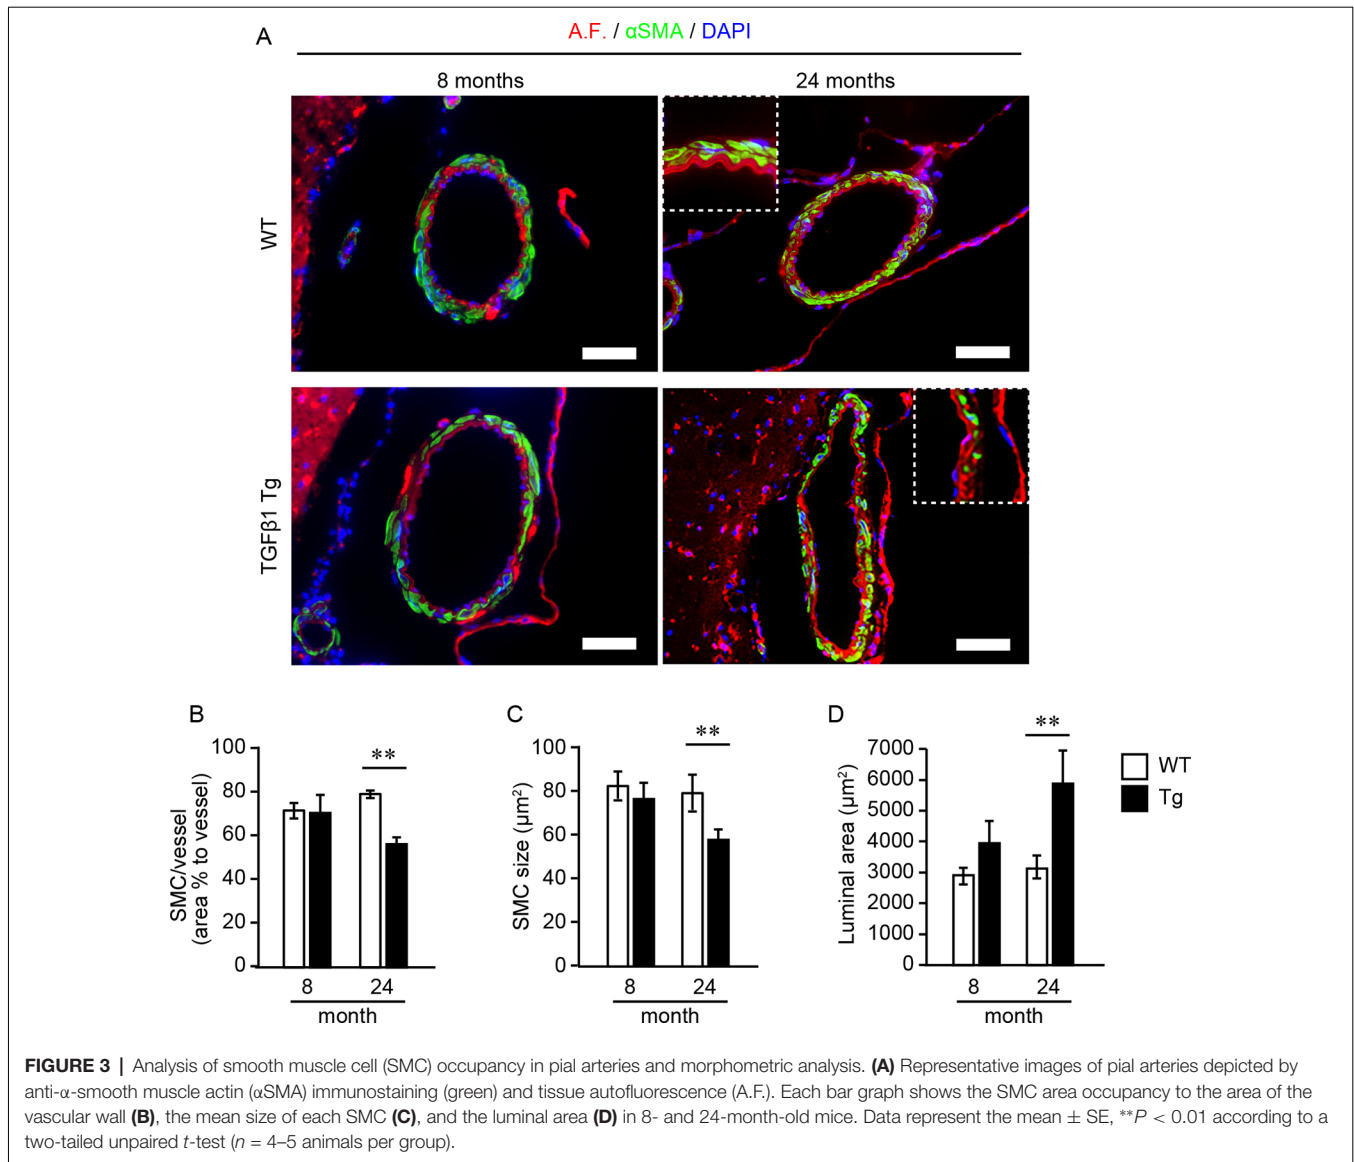 A
A.F. / αSMA / DAPI
8 months
24 months
WT
TGFβ1 Tg
B
SMC/vessel
(area % to vessel)
100
80
60
40
20
0
**
8
24
month
C
SMC size (μm²)
100
80
60
40
20
0
**
8
24
month
D
Luminal area (μm²)
7000
6000
5000
4000
3000
2000
1000
0
**
8
24
month
WT
Tg
FIGURE 3 | Analysis of smooth muscle cell (SMC) occupancy in pial arteries and morphometric analysis. (A) Representative images of pial arteries depicted by
anti-α-smooth muscle actin (αSMA) immunostaining (green) and tissue autofluorescence (A.F.). Each bar graph shows the SMC area occupancy to the area of the
vascular wall (B), the mean size of each SMC (C), and the luminal area (D) in 8- and 24-month-old mice. Data represent the mean ± SE, **P < 0.01 according to a
two-tailed unpaired t-test (n = 4–5 animals per group).